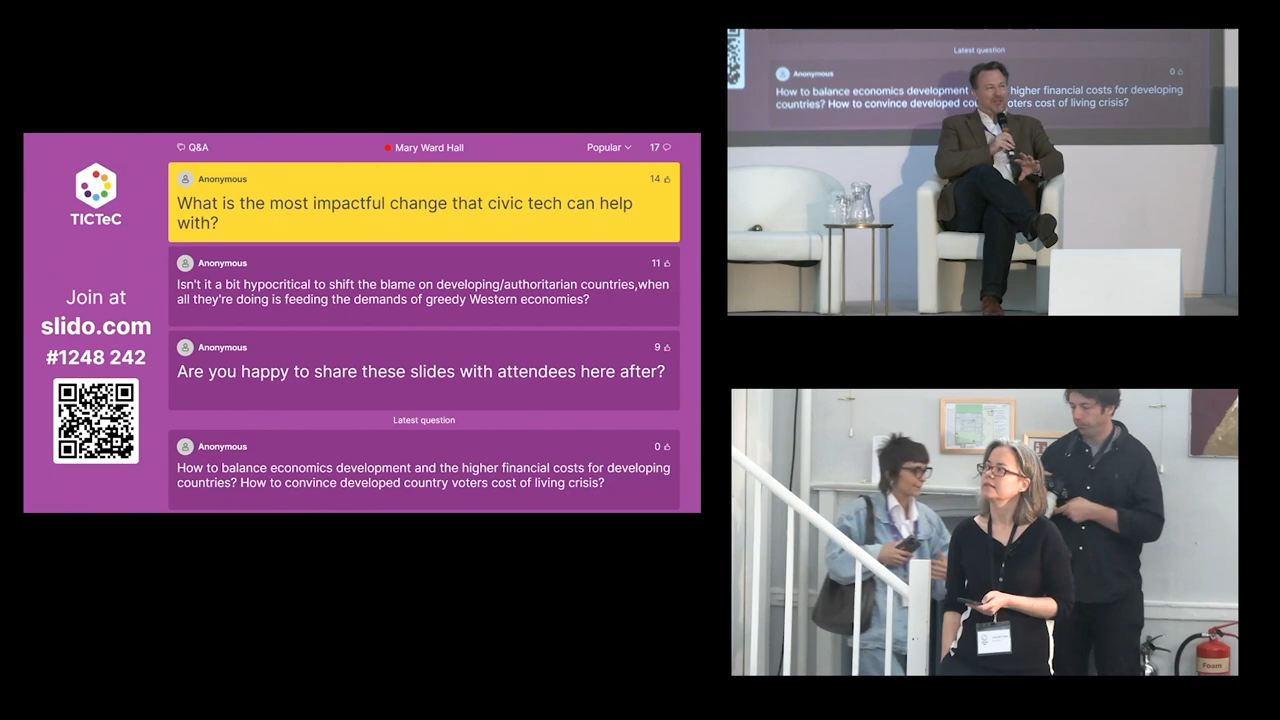 Q&A
Mary Ward Hall
Popular
17
TICTeC
Join at
slido.com
#1248 242
Anonymous
14
What is the most impactful change that civic tech can help
with?
Anonymous
11
Isn't it a bit hypocritical to shift the blame on developing/authoritarian countries,when
all they're doing is feeding the demands of greedy Western economies?
Anonymous
9
Are you happy to share these slides with attendees here after?
Latest question
Anonymous
0
How to balance economics development and the higher financial costs for developing
countries? How to convince developed country voters cost of living crisis?
Latest question
Anonymous
0
How to balance economics development higher financial costs for developing
countries? How to convince developed cou oters cost of living crisis?
Foam